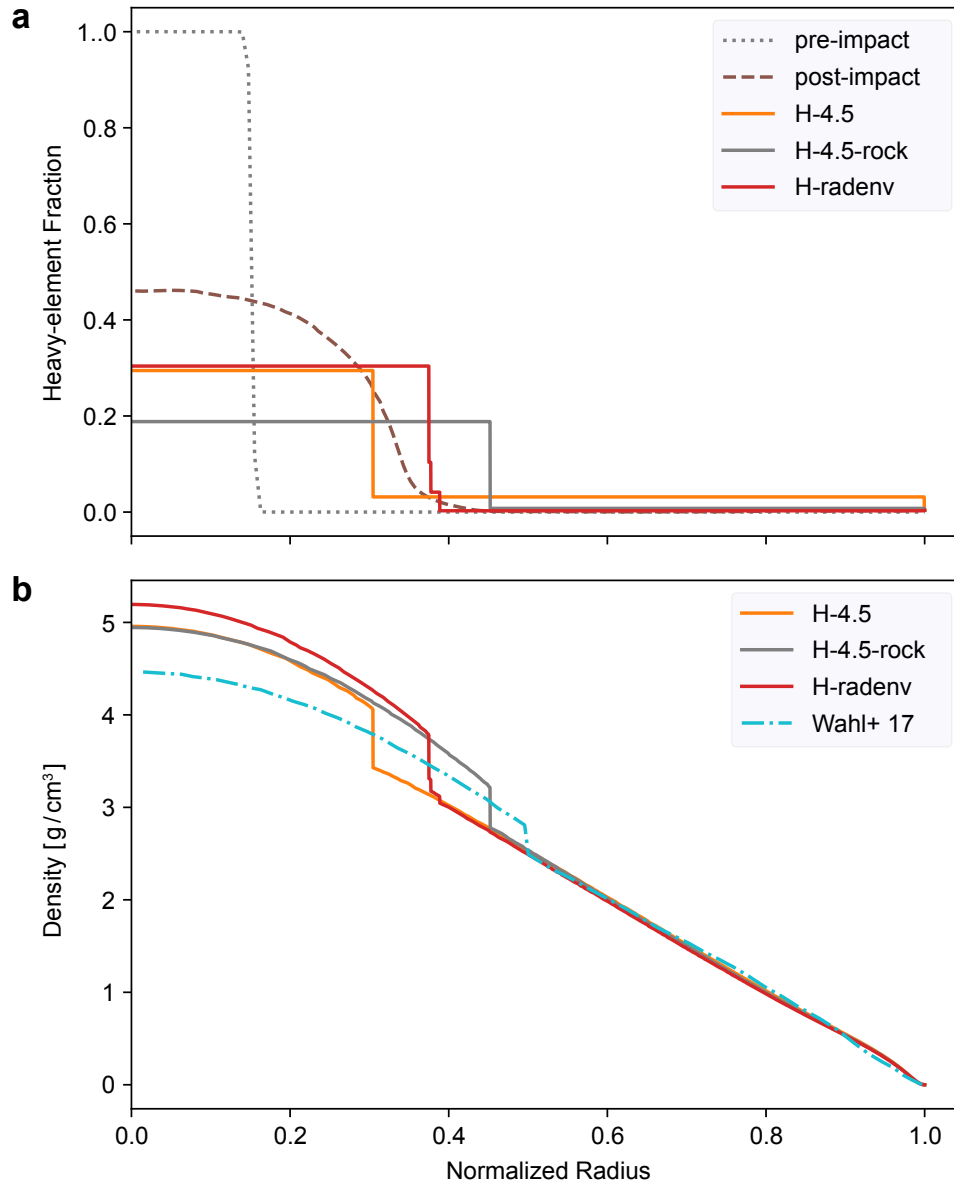 a
1..0
0.8
0.6
0.4
0.2
0.0
Heavy-element Fraction
pre-impact
post-impact
H-4.5
H-4.5-rock
H-radenv
b
5
4
3
2
1
0
Density [ g / cm³ ]
H-4.5
H-4.5-rock
H-radenv
Wahl+ 17
0.0 0.2 0.4 0.6 0.8 1.0
Normalized Radius